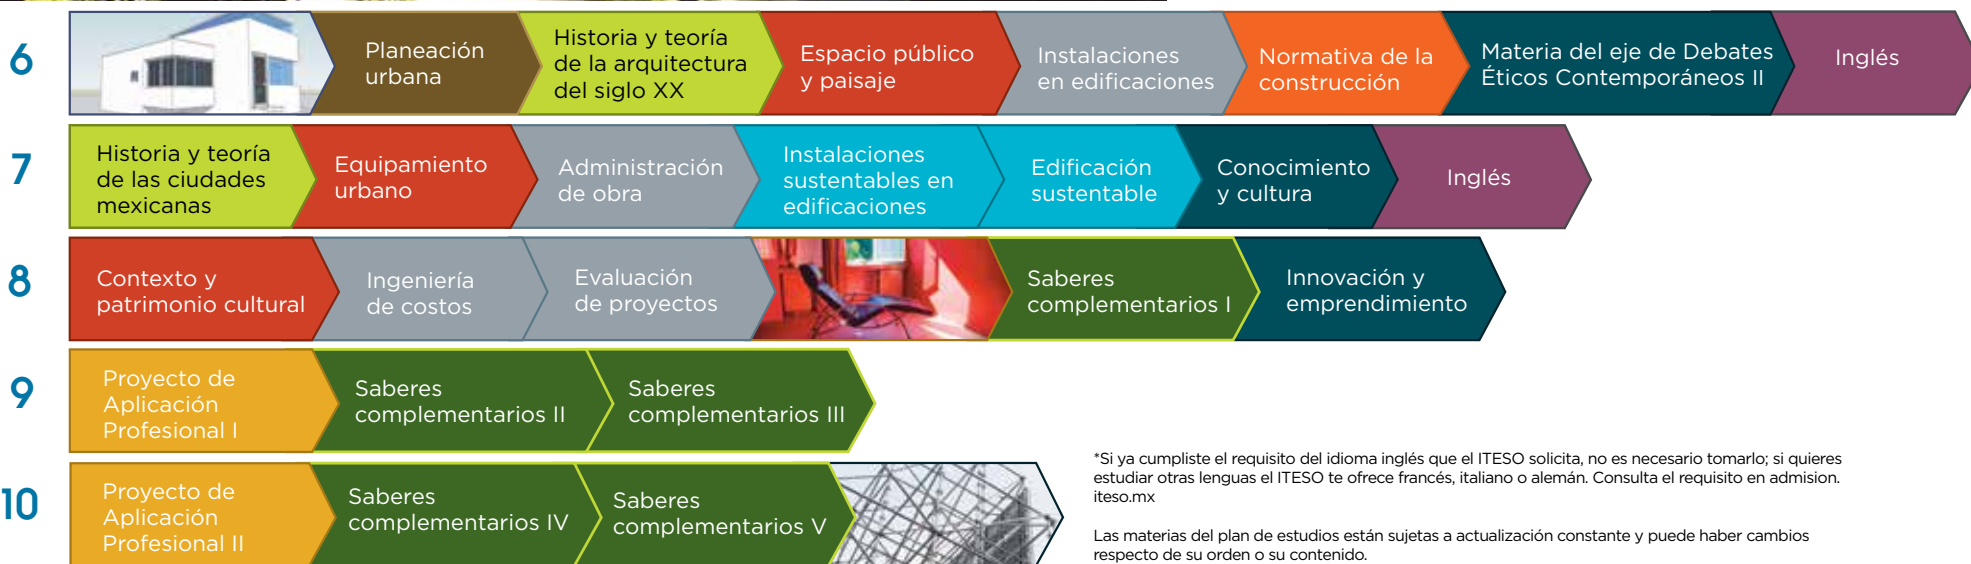 6
Planeación
urbana
Historia y teoría
de la arquitectura
del siglo XX
Espacio público
y paisaje
Instalaciones
en edificaciones
Normativa de la
construcción
Materia del eje de Debates
Éticos Contemporáneos II
Inglés
7
Historia y teoría
de las ciudades
mexicanas
Equipamiento
urbano
Administración
de obra
Instalaciones
sustentables en
edificaciones
Edificación
sustentable
Conocimiento
y cultura
Inglés
8
Contexto y
patrimonio cultural
Ingeniería
de costos
Evaluación
de proyectos
Saberes
complementarios I
Innovación y
emprendimiento
9
Proyecto de
Aplicación
Profesional I
Saberes
complementarios II
Saberes
complementarios III
10
Proyecto de
Aplicación
Profesional II
Saberes
complementarios IV
Saberes
complementarios V
*Si ya cumpliste el requisito del idioma inglés que el ITESO solicita, no es necesario tomarlo; si quieres
estudiar otras lenguas el ITESO te ofrece francés, italiano o alemán. Consulta el requisito en admision.
iteso.mx
Las materias del plan de estudios están sujetas a actualización constante y puede haber cambios
respecto de su orden o su contenido.